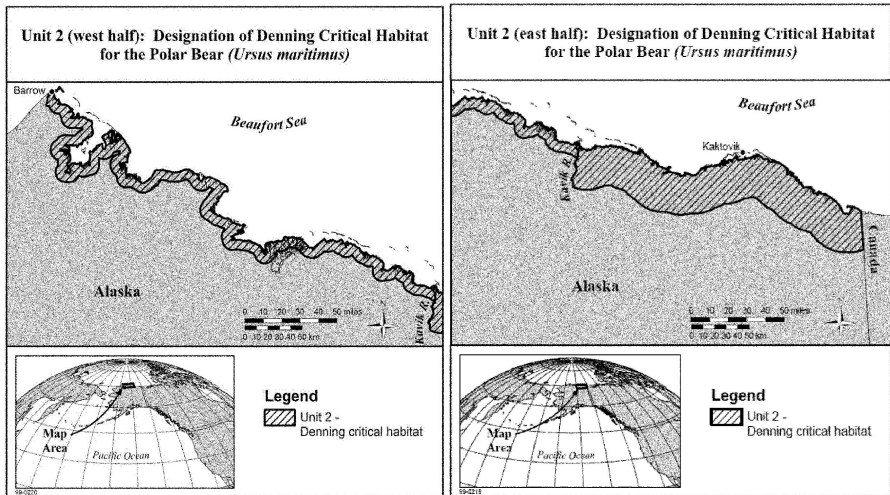 Unit 2 (west half): Designation of Denning Critical Habitat
for the Polar Bear (Ursus maritimus)
Barrow
Beaufort Sea
Alaska
Kavik R.
N
0 10 20 30 40 50 miles
0 10 20 30 40 50 km
Map
Area
Pacific Ocean
Legend
Unit 2 -
Denning critical habitat
99-0220
Unit 2 (east half): Designation of Denning Critical Habitat
for the Polar Bear (Ursus maritimus)
Beaufort Sea
Kaktovik
Kavik R.
Canada
Alaska
N
0 10 20 30 40 50 miles
0 10 20 30 40 50 km
Map
Area
Pacific Ocean
Legend
Unit 2 -
Denning critical habitat
99-0218